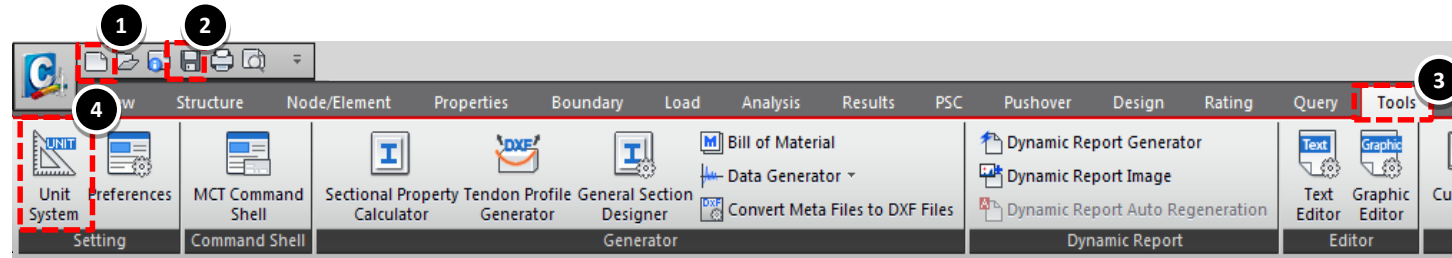 1 2
3
4 ew Structure Node/Element Properties Boundary Load Analysis Results PSC Pushover Design Rating Query Tools
UNIT DXF M Bill of Material Dynamic Report Generator Text Graphic
Data Generator Dynamic Report Image
Unit Preferences MCT Command Sectional Property Tendon Profile General Section DXF Convert Meta Files to DXF Files Dynamic Report Auto Regeneration Text Graphic Cu
System Shell Calculator Generator Designer Editor Editor
Setting Command Shell Generator Dynamic Report Editor